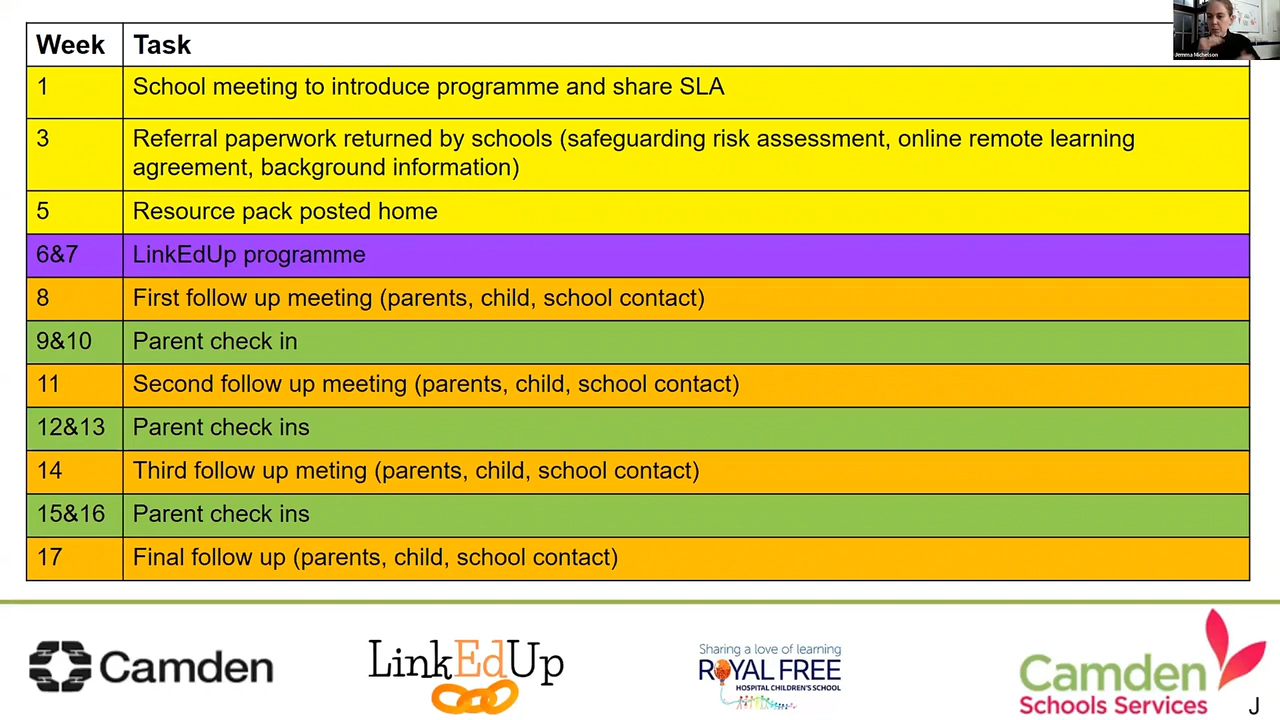 Week Task
1 School meeting to introduce programme and share SLA
3 Referral paperwork returned by schools (safeguarding risk assessment, online remote learning
agreement, background information)
5 Resource pack posted home
6&7 LinkEdUp programme
8 First follow up meeting (parents, child, school contact)
9&10 Parent check in
11 Second follow up meeting (parents, child, school contact)
12&13 Parent check ins
14 Third follow up meting (parents, child, school contact)
15&16 Parent check ins
17 Final follow up (parents, child, school contact)
Jemma Michelson
Camden
LinkEdUp
Sharing a love of learning
ROYAL FREE
HOSPITAL CHILDREN'S SCHOOL
Camden
Schools Services
J